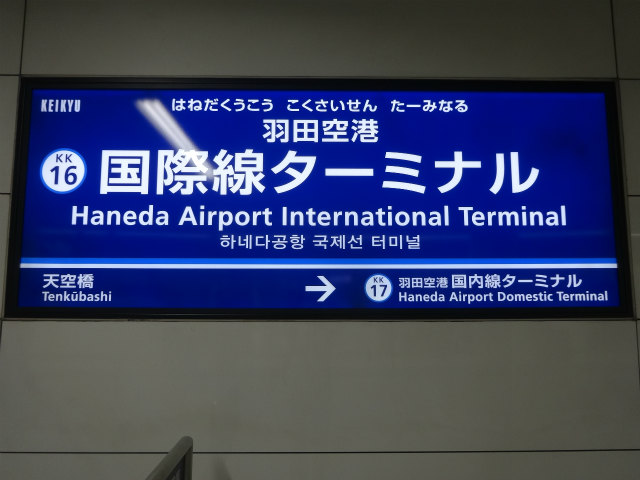 KEIKYU
はねだくうこう こくさいせん たーみなる
羽田空港
KK
16
国際線ターミナル
Haneda Airport International Terminal
하네다공항 국제선 터미널
天空橋
Tenkūbashi
→
KK
17
羽田空港 国内線ターミナル
Haneda Airport Domestic Terminal